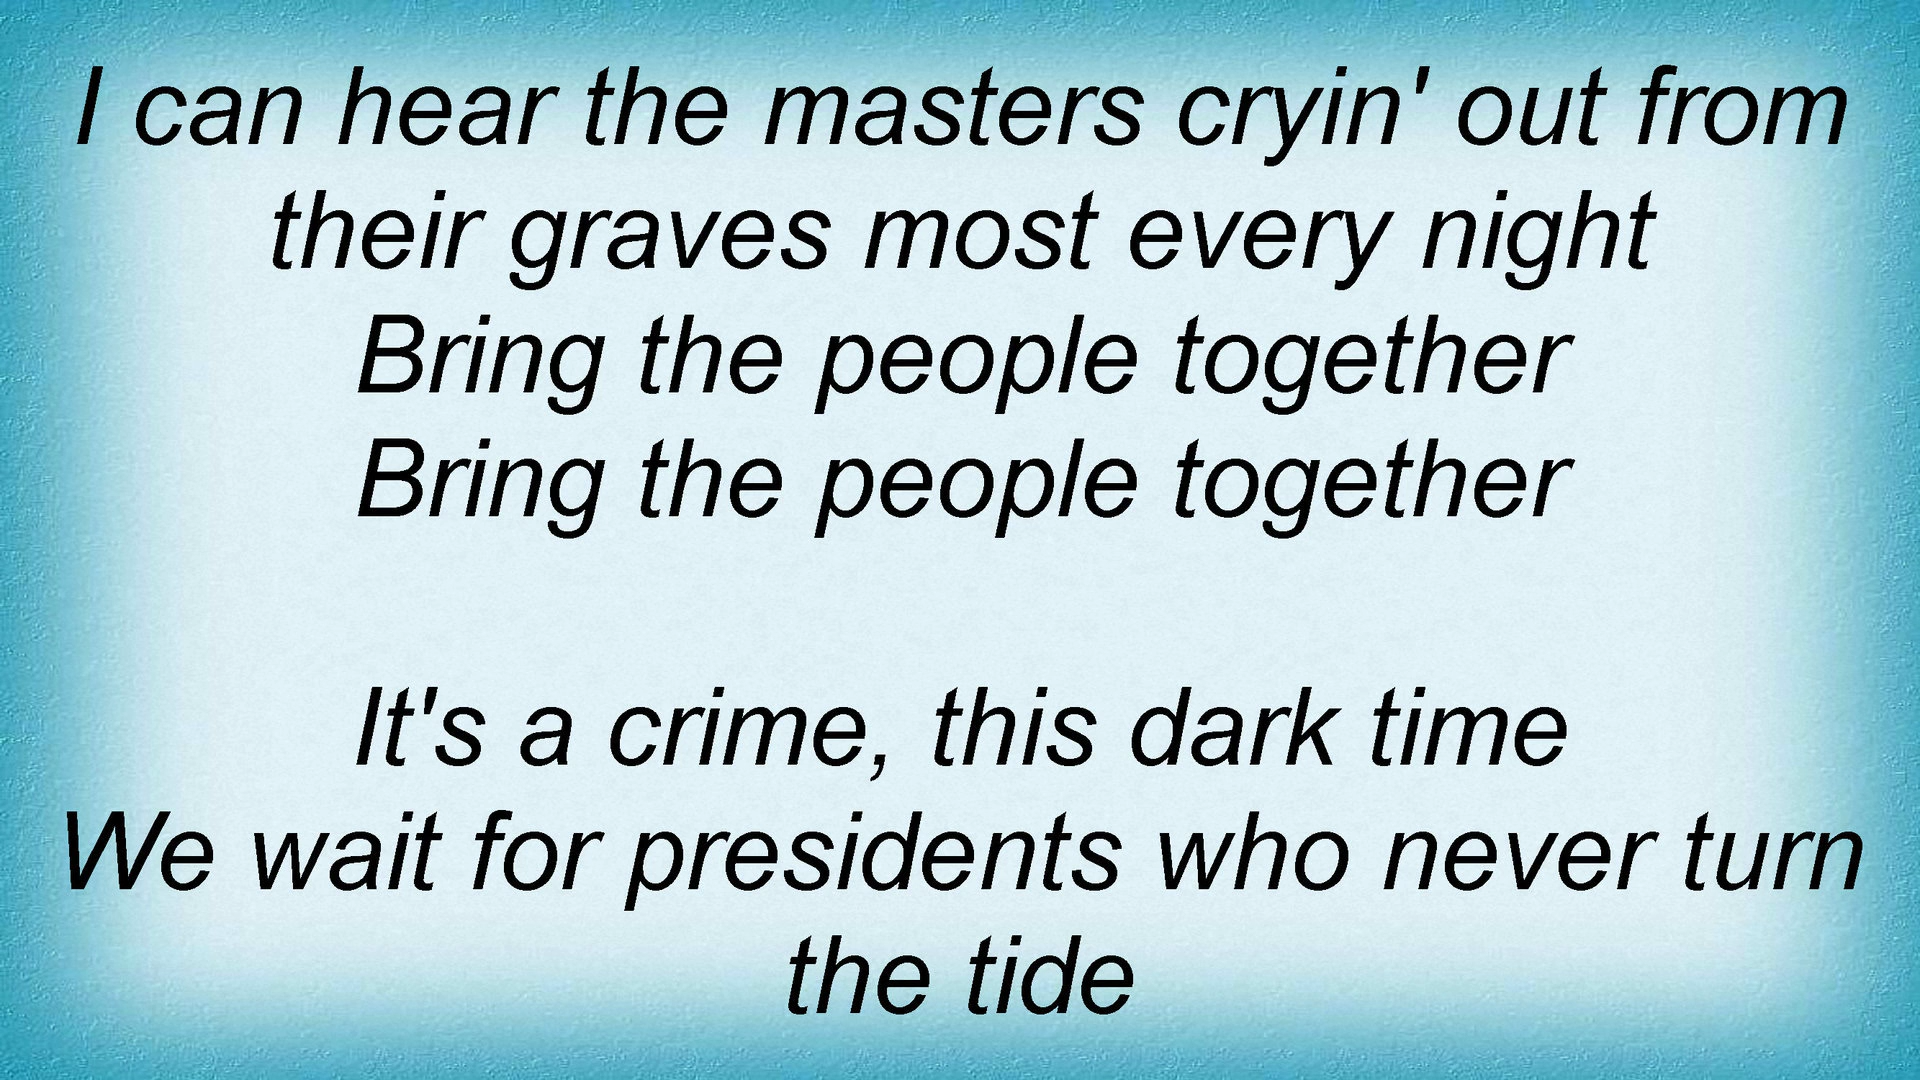 I can hear the masters cryin' out from
their graves most every night
Bring the people together
Bring the people together
It's a crime, this dark time
We wait for presidents who never turn
the tide